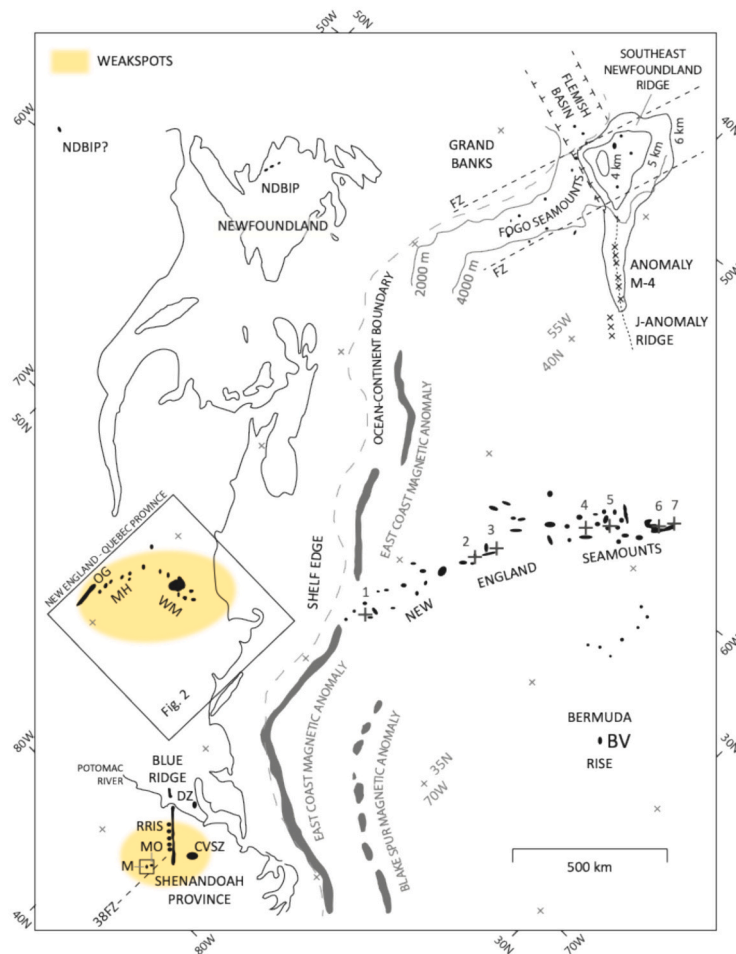 50W
50N
WEAKSPOTS
SOUTHEAST
NEWFOUNDLAND
RIDGE
FLEMISH
BASIN
60W
40N
6 km
5 km
4 km
NDBIP?
GRAND
BANKS
NDBIP
NEWFOUNDLAND
FZ
FOGO SEAMOUNTS
FZ
2000 m
4000 m
50W
ANOMALY
M-4
J-ANOMALY
RIDGE
55W
40N
OCEAN-CONTINENT BOUNDARY
70W
50N
EAST COAST MAGNETIC ANOMALY
NEW ENGLAND - QUEBEC PROVINCE
OG
MH
WM
SHELF EDGE
1
2
3
4
5
6
7
NEW
ENGLAND
SEAMOUNTS
60W
Fig. 2
EAST COAST MAGNETIC ANOMALY
BLAKE SPUR MAGNETIC ANOMALY
BERMUDA
BV
RISE
30N
80W
BLUE
RIDGE
POTOMAC
RIVER
DZ
35N
70W
RRIS
MO
CVSZ
M
SHENANDOAH
PROVINCE
38FZ
500 km
40N
80W
30N
70W